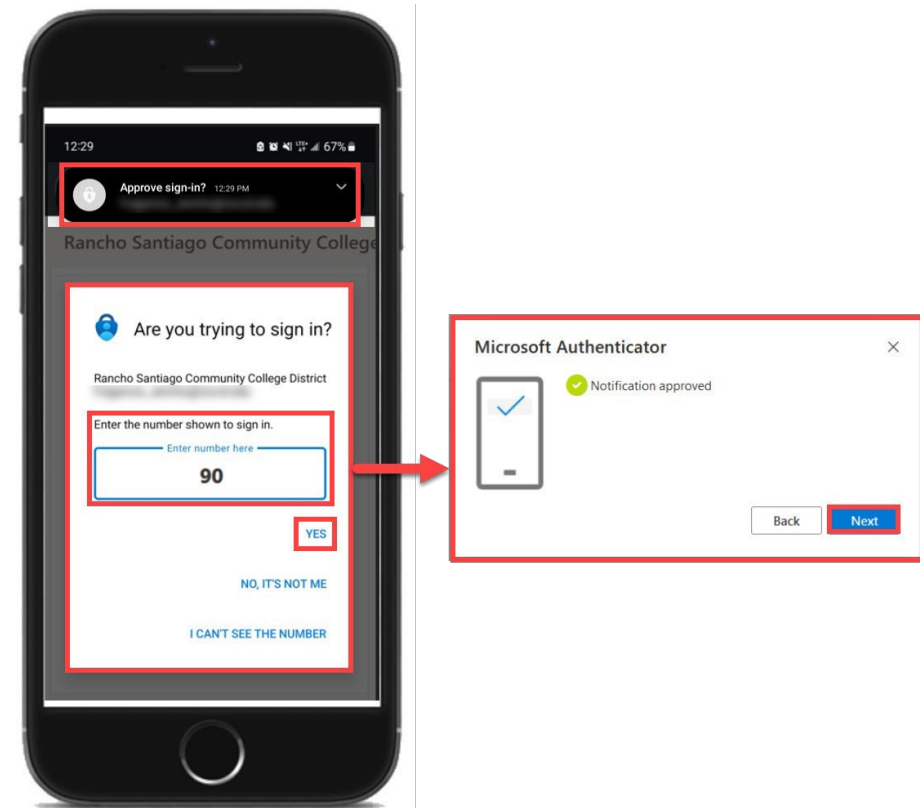 12:29
LTE+
67%
Approve sign-in? 12:29 PM
Rancho Santiago Community College
Are you trying to sign in?
Rancho Santiago Community College District
Enter the number shown to sign in.
Enter number here
90
YES
NO, IT'S NOT ME
I CAN'T SEE THE NUMBER
Microsoft Authenticator
Notification approved
Back
Next